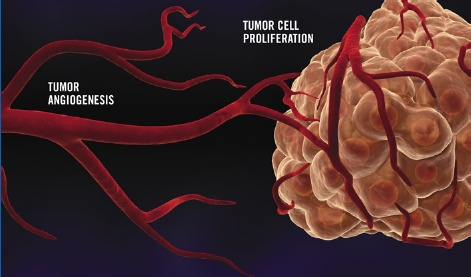 TUMOR CELL
PROLIFERATION
TUMOR
ANGIOGENESIS